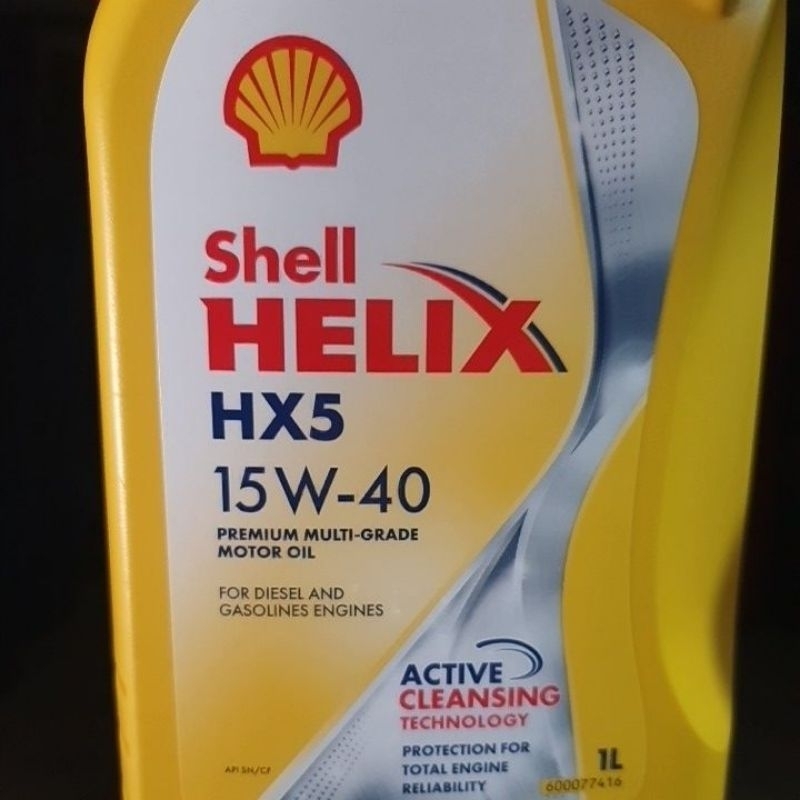 Shell
HELIX
HX5
15W-40
PREMIUM MULTI-GRADE
MOTOR OIL
FOR DIESEL AND
GASOLINES ENGINES
ACTIVE
CLEANSING
TECHNOLOGY
PROTECTION FOR
TOTAL ENGINE
RELIABILITY
API SN/CF
1L
600077416